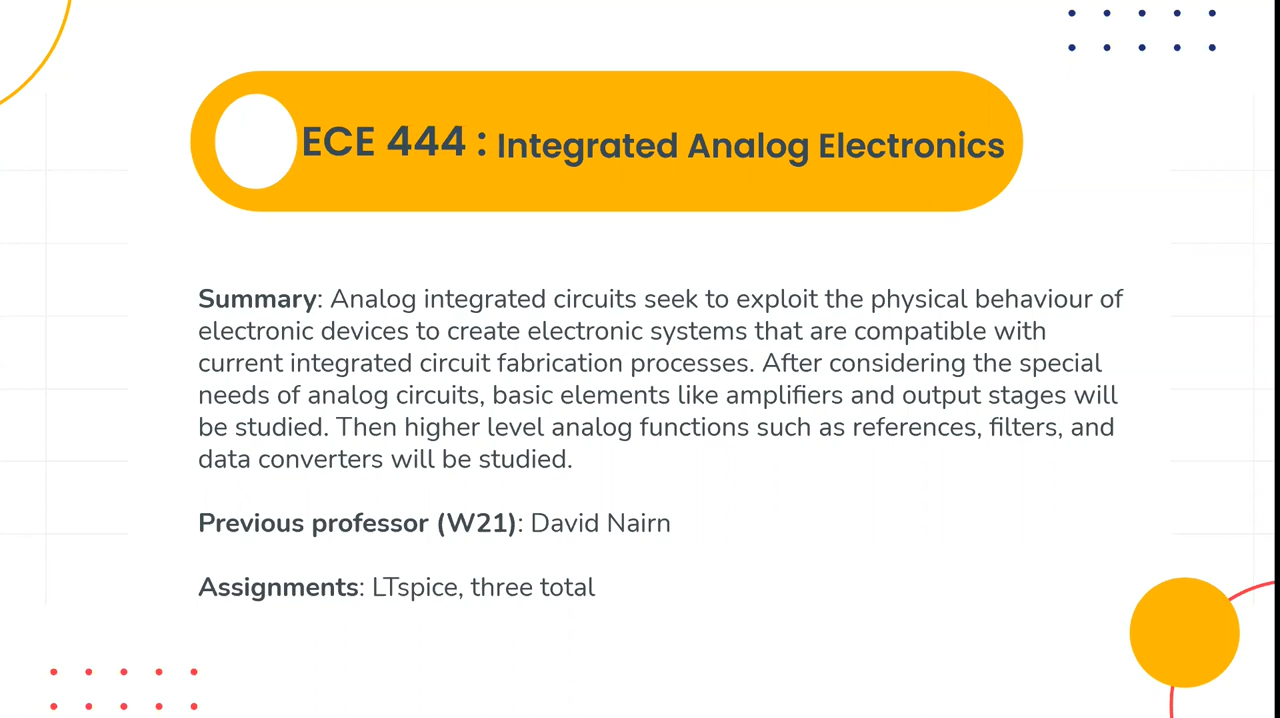 ECE 444 : Integrated Analog Electronics
Summary: Analog integrated circuits seek to exploit the physical behaviour of
electronic devices to create electronic systems that are compatible with
current integrated circuit fabrication processes. After considering the special
needs of analog circuits, basic elements like amplifiers and output stages will
be studied. Then higher level analog functions such as references, filters, and
data converters will be studied.
Previous professor (W21): David Nairn
Assignments: LTspice, three total